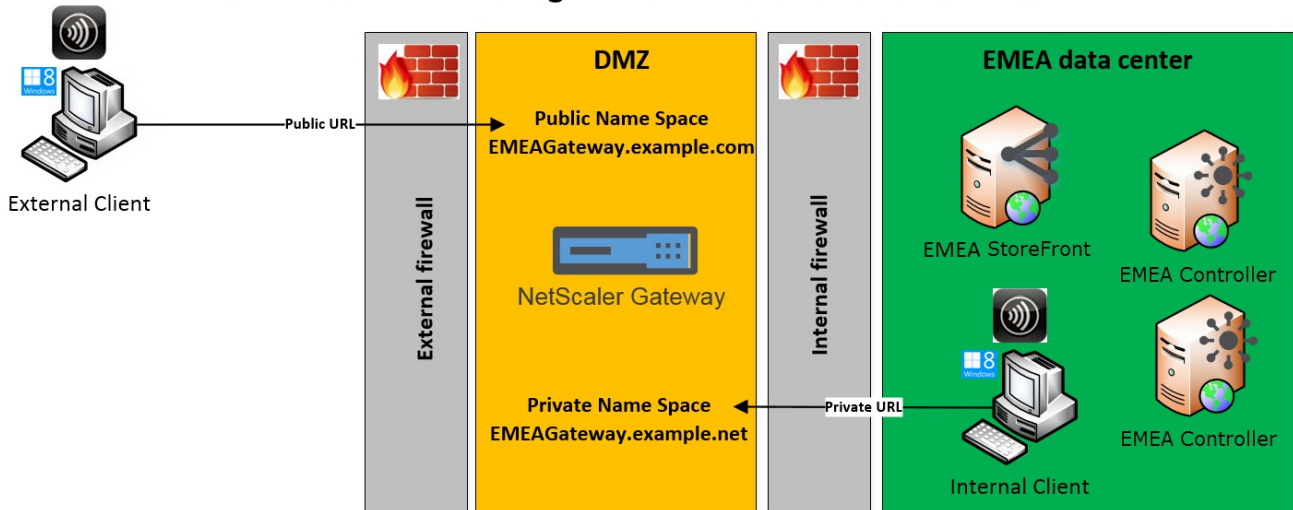 8
Windows
External Client
Public URL
External firewall
DMZ
Public Name Space
EMEAGateway.example.com
NetScaler Gateway
Private Name Space
EMEAGateway.example.net
Internal firewall
Private URL
EMEA data center
EMEA StoreFront
EMEA Controller
8
Windows
Internal Client
EMEA Controller